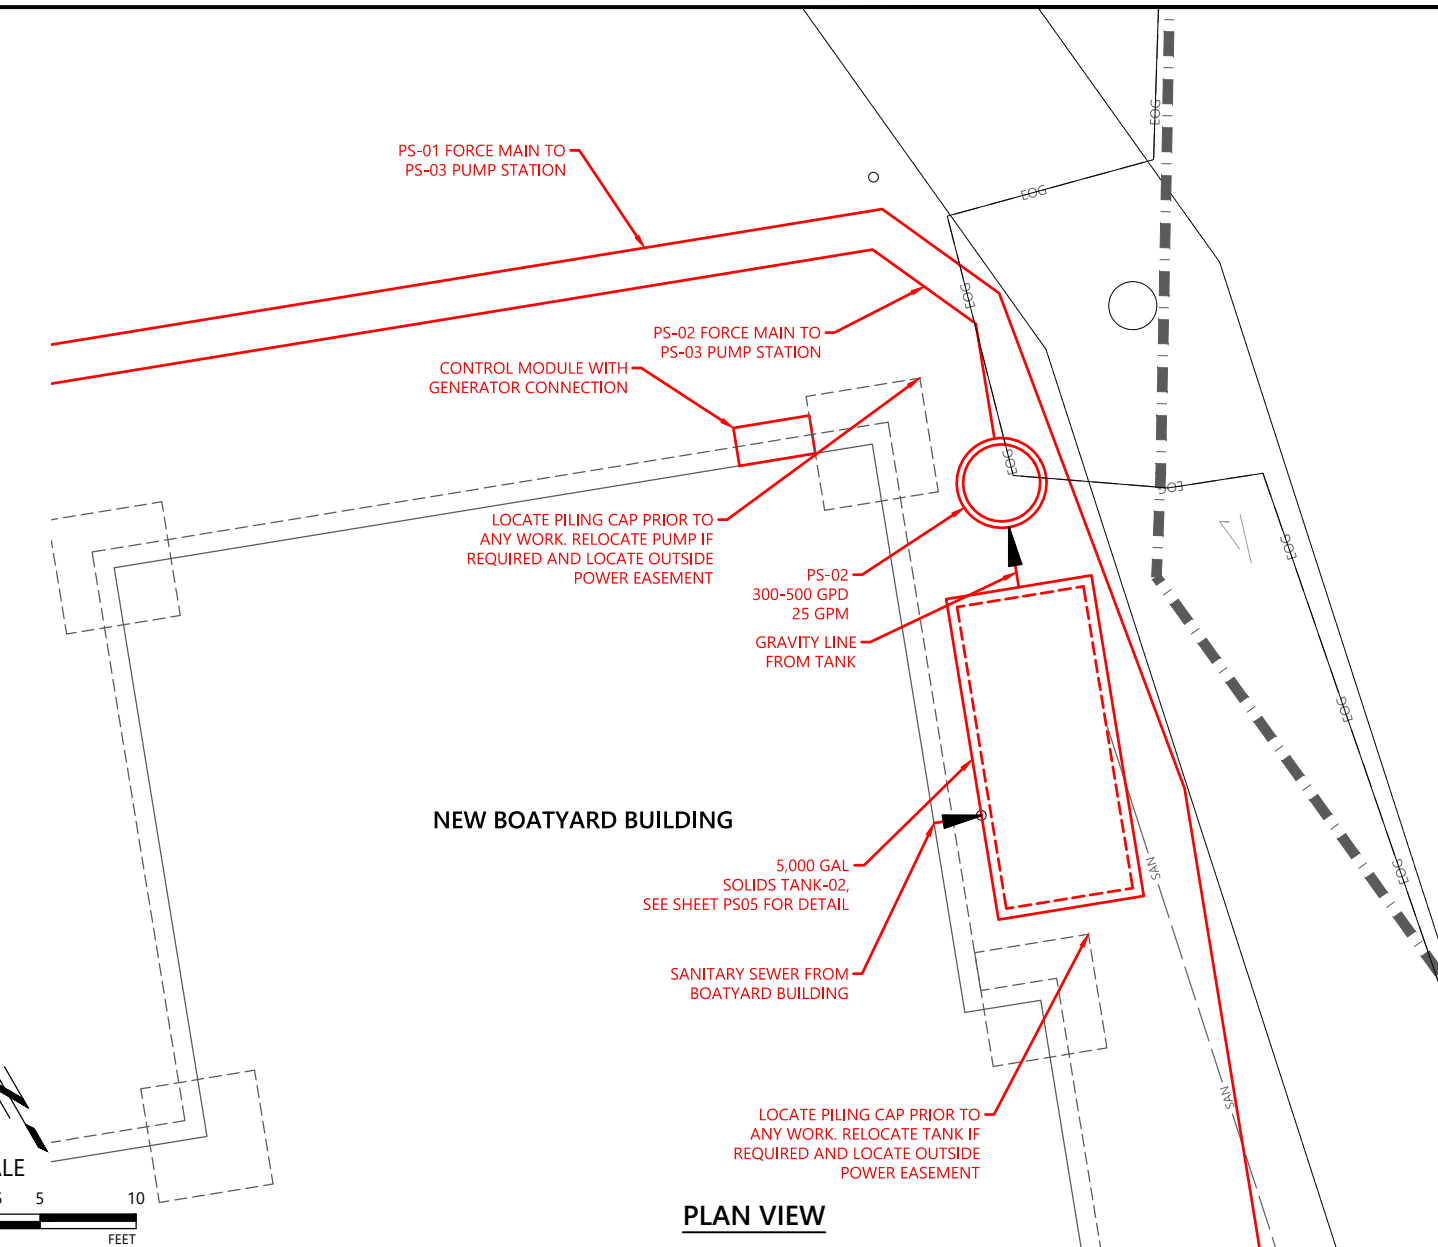 EOG
PS-01 FORCE MAIN TO
PS-03 PUMP STATION
EOG
EOG
PS-02 FORCE MAIN TO
PS-03 PUMP STATION
CONTROL MODULE WITH
GENERATOR CONNECTION
EOG
EOG
LOCATE PILING CAP PRIOR TO
ANY WORK. RELOCATE PUMP IF
REQUIRED AND LOCATE OUTSIDE
POWER EASEMENT
EOG
PS-02
300-500 GPD
25 GPM
GRAVITY LINE
FROM TANK
EOG
NEW BOATYARD BUILDING
5,000 GAL
SOLIDS TANK-02,
SEE SHEET PS05 FOR DETAIL
SAN
EOG
SANITARY SEWER FROM
BOATYARD BUILDING
SAN
LOCATE PILING CAP PRIOR TO
ANY WORK. RELOCATE TANK IF
REQUIRED AND LOCATE OUTSIDE
POWER EASEMENT
5 10
FEET
PLAN VIEW